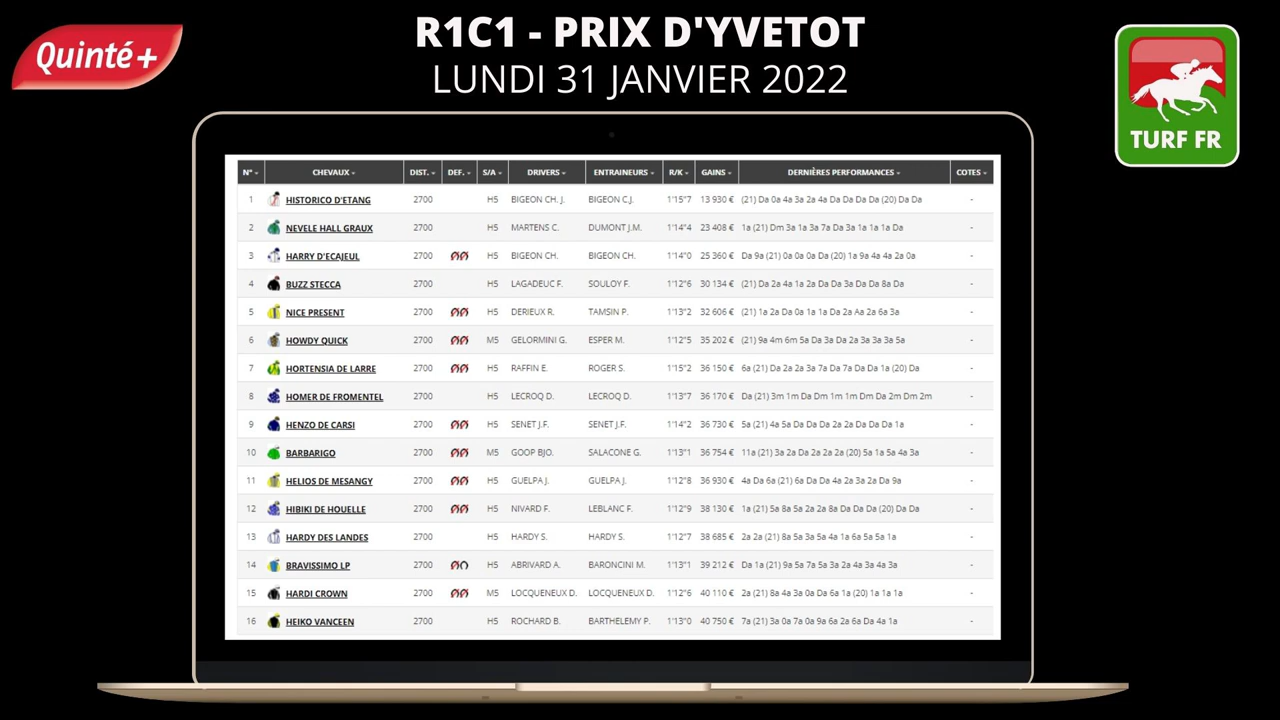 Quinté+
R1C1 - PRIX D'YVETOT
LUNDI 31 JANVIER 2022
TURF FR
N° CHEVAUX DIST. DEF. S/A DRIVERS ENTRAINEURS R/K GAINS DERNIÈRES PERFORMANCES COTES
1 HISTORICO D'ETANG 2700 H5 BIGEON CH. J. BIGEON C.J. 1'15"7 13 930 € (21) Da 0a 4a 3a 2a 4a Da Da Da Da (20) Da Da -
2 NEVELE HALL GRAUX 2700 H5 MARTENS C. DUMONT J.M. 1'14"4 23 408 € 1a (21) Dm 3a 1a 3a 7a Da 3a 1a 1a 1a Da -
3 HARRY D'ECAJEUL 2700 H5 BIGEON CH. BIGEON CH. 1'14"0 25 360 € Da 9a (21) 0a 0a 0a Da (20) 1a 9a 4a 4a 2a 0a -
4 BUZZ STECCA 2700 H5 LAGADEUC F. SOULOY F. 1'12"6 30 134 € (21) Da 2a 4a 1a 2a Da Da 3a Da Da 8a Da -
5 NICE PRESENT 2700 H5 DERIEUX R. TAMSIN P. 1'13"2 32 606 € (21) 1a 2a Da 0a 1a 1a Da 2a Aa 2a 6a 3a -
6 HOWDY QUICK 2700 M5 GELORMINI G. ESPER M. 1'12"5 35 202 € (21) 9a 4m 6m 5a Da 3a Da 2a 3a 3a 3a 5a -
7 HORTENSIA DE LARRE 2700 H5 RAFFIN E. ROGER S. 1'15"2 36 150 € 6a (21) Da 2a 2a 3a 7a Da 7a Da Da 1a (20) Da -
8 HOMER DE FROMENTEL 2700 H5 LECROQ D. LECROQ D. 1'13"7 36 170 € Da (21) 3m 1m Da Dm 1m 1m Dm Da 2m Dm 2m -
9 HENZO DE CARSI 2700 H5 SENET J.F. SENET J.F. 1'14"2 36 730 € 5a (21) 4a 5a Da Da Da 2a 2a Da Da Da 1a -
10 BARBARIGO 2700 M5 GOOP BJO. SALACONE G. 1'13"1 36 754 € 11a (21) 3a 2a Da 2a 2a 2a (20) 5a 1a 5a 4a 3a -
11 HELIOS DE MESANGY 2700 H5 GUELPA J. GUELPA J. 1'12"8 36 930 € 4a Da 6a (21) 6a Da Da 4a 2a 3a 2a Da 9a -
12 HIBIKI DE HOUELLE 2700 H5 NIVARD F. LEBLANC F. 1'12"9 38 130 € 1a (21) 5a 8a 5a 2a 2a 8a Da Da Da (20) Da Da -
13 HARDY DES LANDES 2700 H5 HARDY S. HARDY S. 1'12"7 38 685 € 2a 2a (21) 8a 5a 3a 5a 4a 1a 6a 5a 5a 1a -
14 BRAVISSIMO LP 2700 H5 ABRIVARD A. BARONCINI M. 1'13"1 39 212 € Da 1a (21) 9a 5a 7a 5a 3a 2a 4a 3a 4a 3a -
15 HARDI CROWN 2700 M5 LOCQUENEUX D. LOCQUENEUX D. 1'12"6 40 110 € 2a (21) 8a 4a 3a 0a Da 6a 1a (20) 1a 1a 1a -
16 HEIKO VANCEEN 2700 H5 ROCHARD B. BARTHELEMY P. 1'13"0 40 750 € 7a (21) 3a 0a 7a 0a 9a 6a 2a 6a Da 4a 1a -